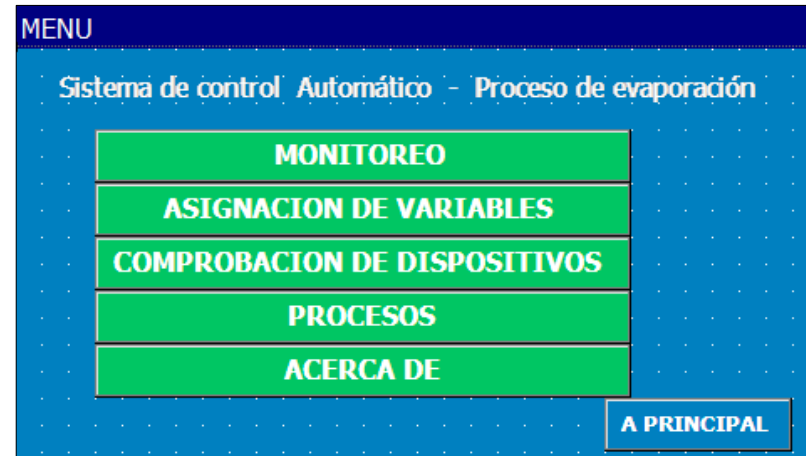 MENU
Sistema de control Automático - Proceso de evaporación
MONITOREO
ASIGNACION DE VARIABLES
COMPROBACION DE DISPOSITIVOS
PROCESOS
ACERCA DE
A PRINCIPAL